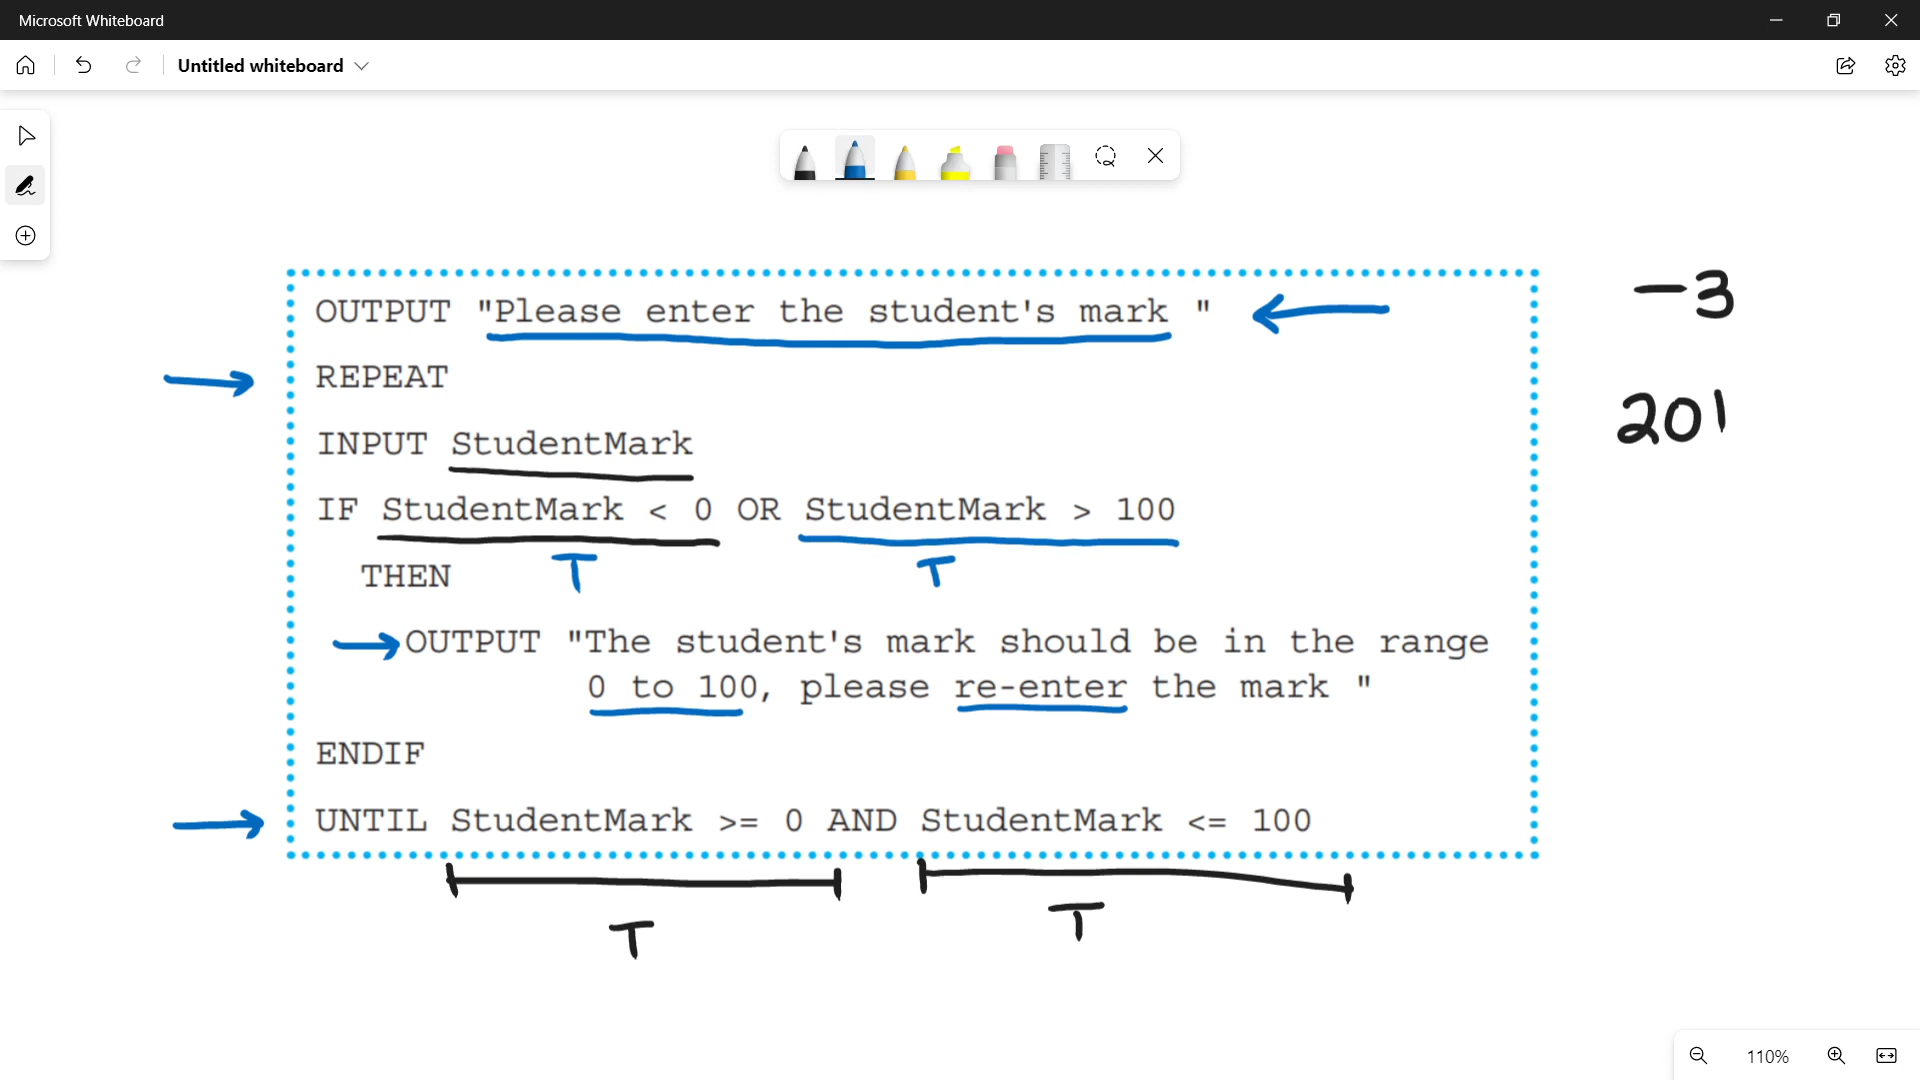 Microsoft Whiteboard
Untitled whiteboard
OUTPUT "Please enter the student's mark "
REPEAT
INPUT StudentMark
IF StudentMark < 0 OR StudentMark > 100
THEN
T
T
OUTPUT "The student's mark should be in the range
0 to 100, please re-enter the mark "
ENDIF
UNTIL StudentMark >= 0 AND StudentMark <= 100
T
T
-3
201
110%